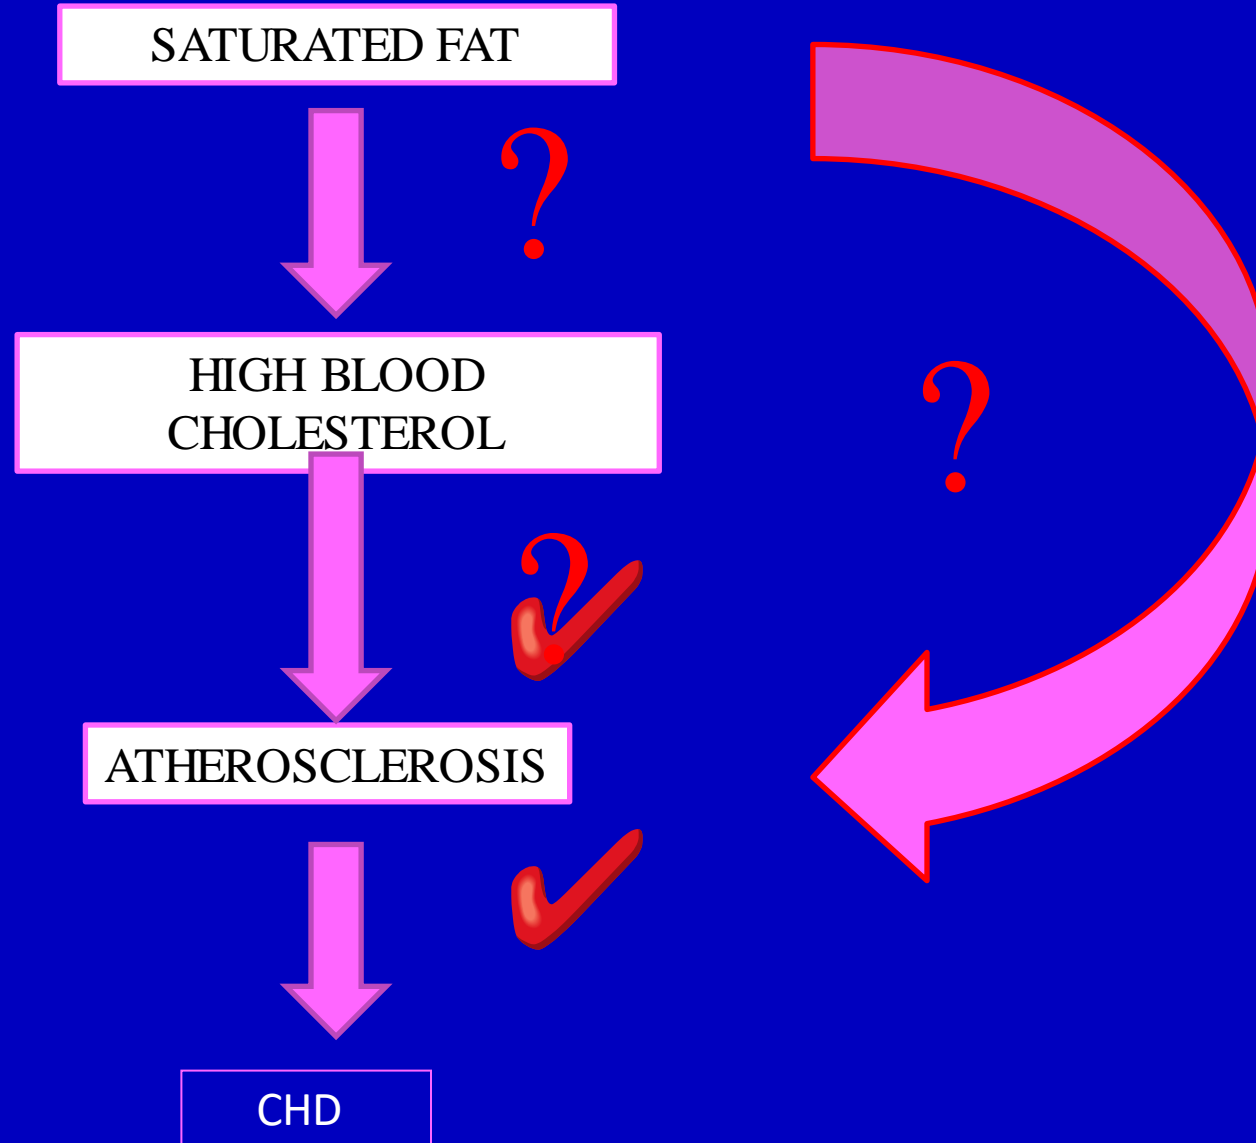 SATURATED FAT
?
HIGH BLOOD
CHOLESTEROL
?
?
ATHEROSCLEROSIS
CHD